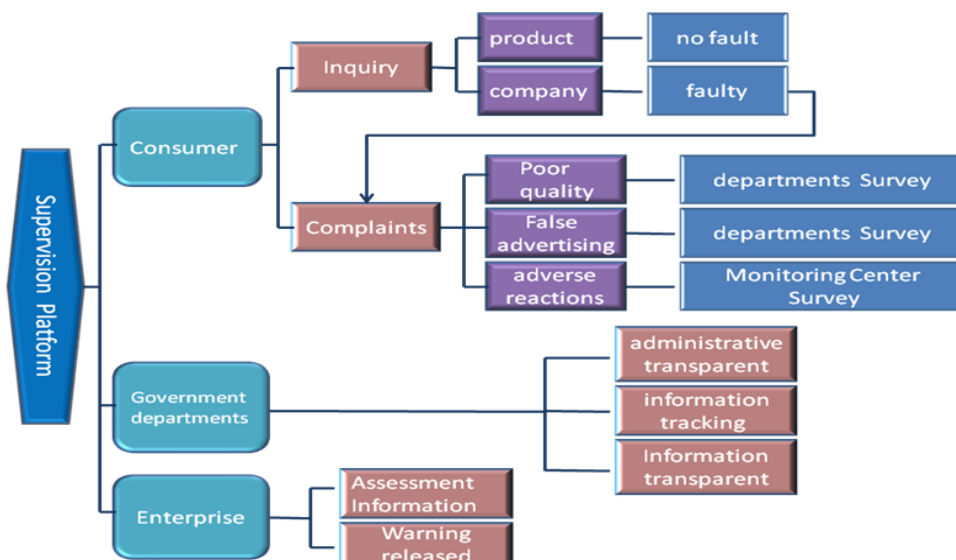 Supervision Platform
Consumer
Inquiry
product
no fault
company
faulty
Complaints
Poor
quality
departments Survey
False
advertising
departments Survey
adverse
reactions
Monitoring Center
Survey
Government
departments
administrative
transparent
information
tracking
Information
transparent
Enterprise
Assessment
Information
Warning
released